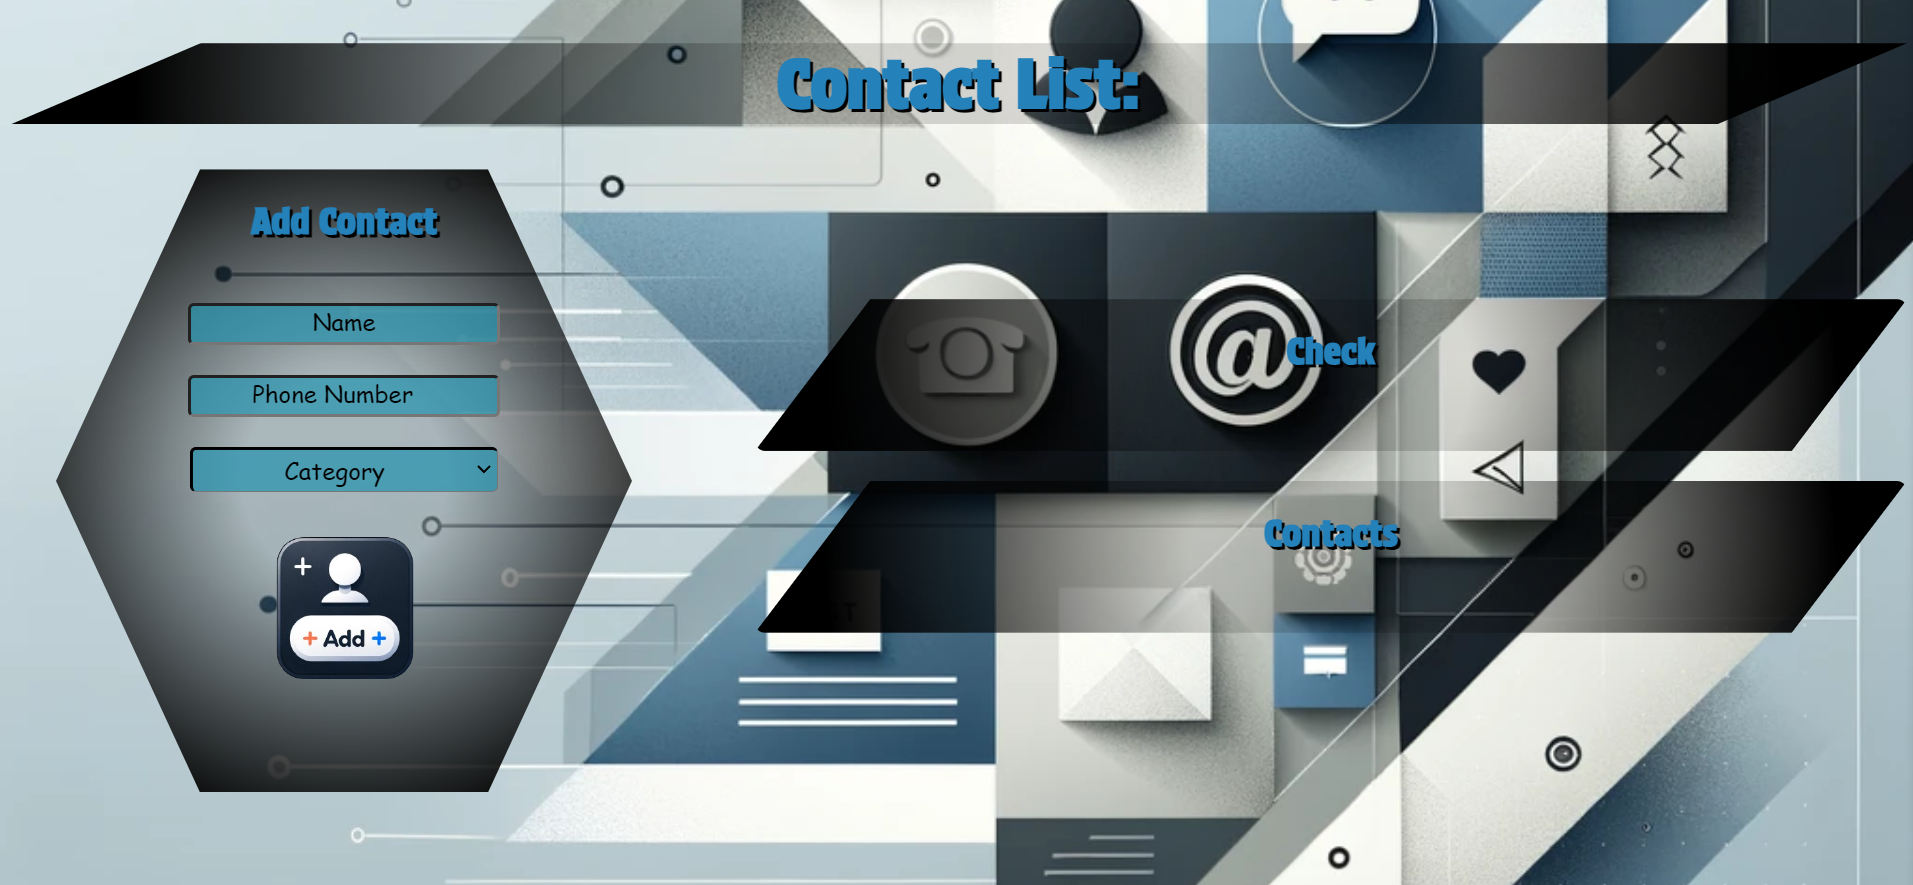 Contact List:
Add Contact
Name
Phone Number
Category
+ Add +
Check
@
Contacts